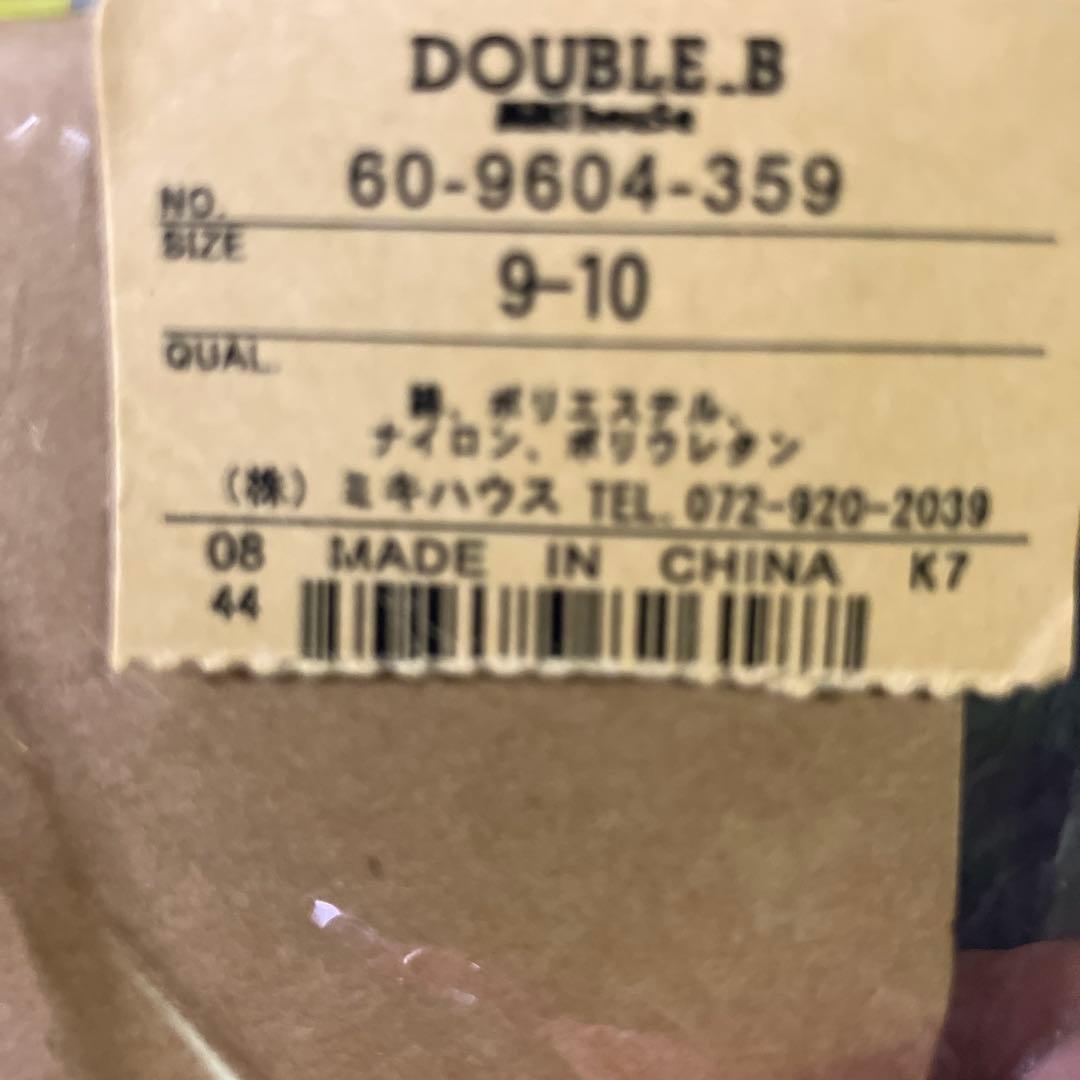 DOUBLE_B
MIKI HOUSE
NO. 60-9604-359
SIZE 9-10
QUAL.
綿、ポリエステル、
ナイロン、ポリウレタン
(株) ミキハウス TEL. 072-920-2039
08 MADE IN CHINA K7
44